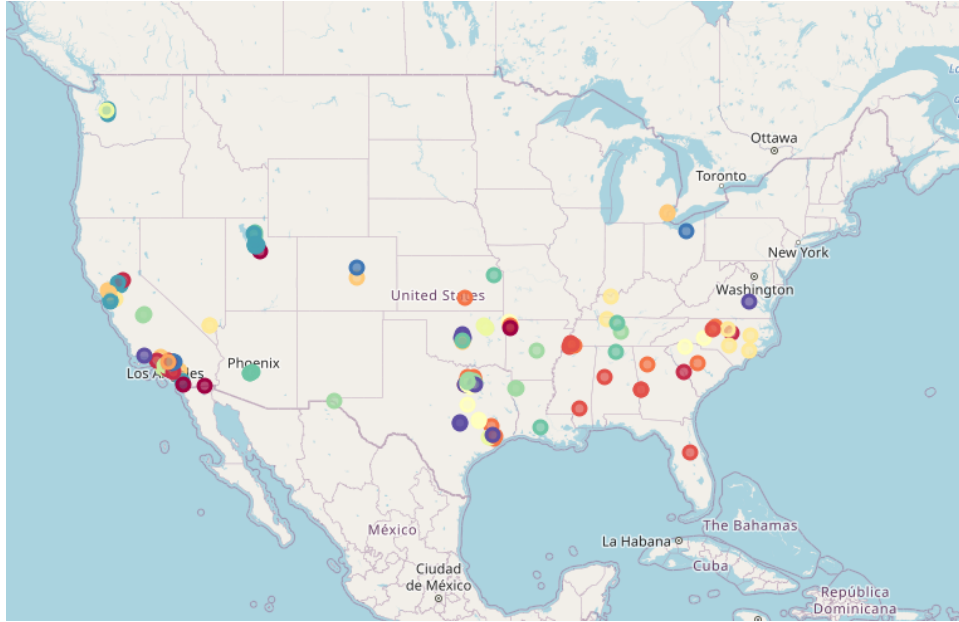 Ottawa
Toronto
New York
Washington
United States
Phoenix
Los A les
The Bahamas
México
La Habana
Cuba
Ciudad
de México
República
Dominicana